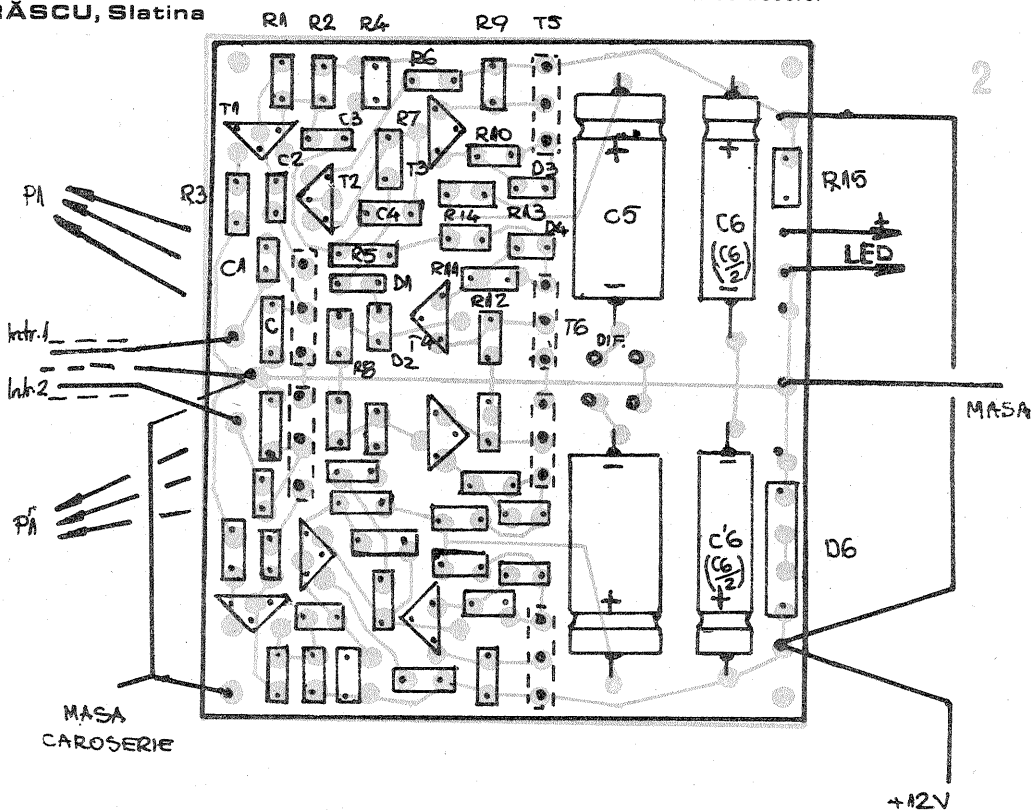 RĂSCU, Slatina
R1 R2 R4 R9 T5
R6
2
T1
C3 R7
R10
C2
T2 T3 D3
R15
P1
R3
C4 R14 R13
C5
C6
+
+
(C6/2)
+
LED
D4
R5
C1
D1
R11
R12
−
−
C
T6
DIF.
Intr.1
D2
T4
R8
Intr.2
MASA
−
−
P'1
C'6
(C6/2)
D6
+
+
MASA
CAROSERIE
+12V